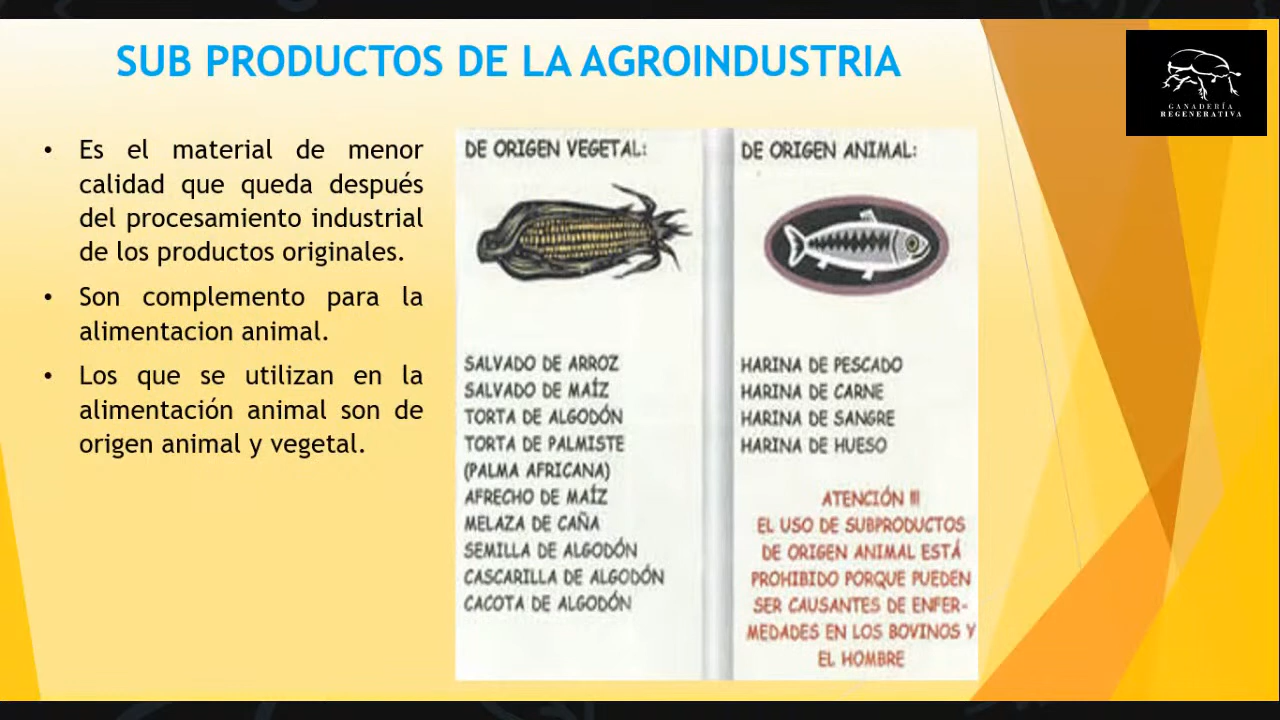 SUB PRODUCTOS DE LA AGROINDUSTRIA
GANADERÍA
REGENERATIVA
• Es el material de menor
calidad que queda después
del procesamiento industrial
de los productos originales.
• Son complemento para la
alimentacion animal.
• Los que se utilizan en la
alimentación animal son de
origen animal y vegetal.
DE ORIGEN VEGETAL:
SALVADO DE ARROZ
SALVADO DE MAÍZ
TORTA DE ALGODÓN
TORTA DE PALMISTE
(PALMA AFRICANA)
AFRECHO DE MAÍZ
MELAZA DE CAÑA
SEMILLA DE ALGODÓN
CASCARILLA DE ALGODÓN
CACOTA DE ALGODÓN
DE ORIGEN ANIMAL:
HARINA DE PESCADO
HARINA DE CARNE
HARINA DE SANGRE
HARINA DE HUESO
ATENCIÓN !!!
EL USO DE SUBPRODUCTOS
DE ORIGEN ANIMAL ESTÁ
PROHIBIDO PORQUE PUEDEN
SER CAUSANTES DE ENFER-
MEDADES EN LOS BOVINOS Y
EL HOMBRE